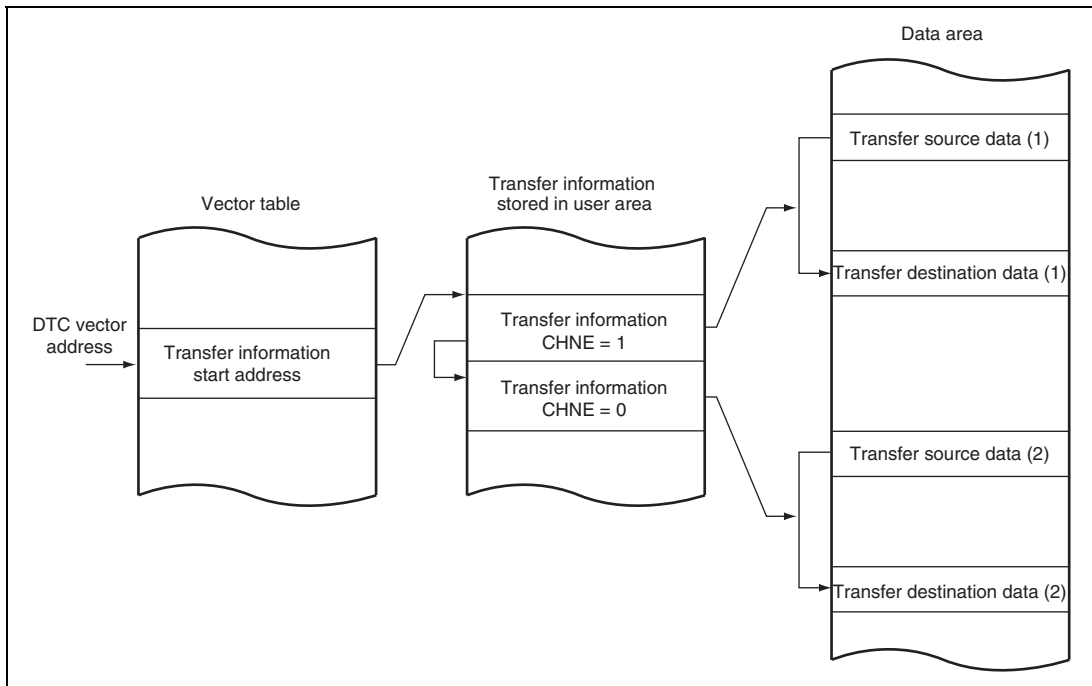 Data area
Transfer source data (1)
Transfer information
stored in user area
Vector table
Transfer destination data (1)
DTC vector
address
Transfer information
start address
Transfer information
CHNE = 1
Transfer information
CHNE = 0
Transfer source data (2)
Transfer destination data (2)